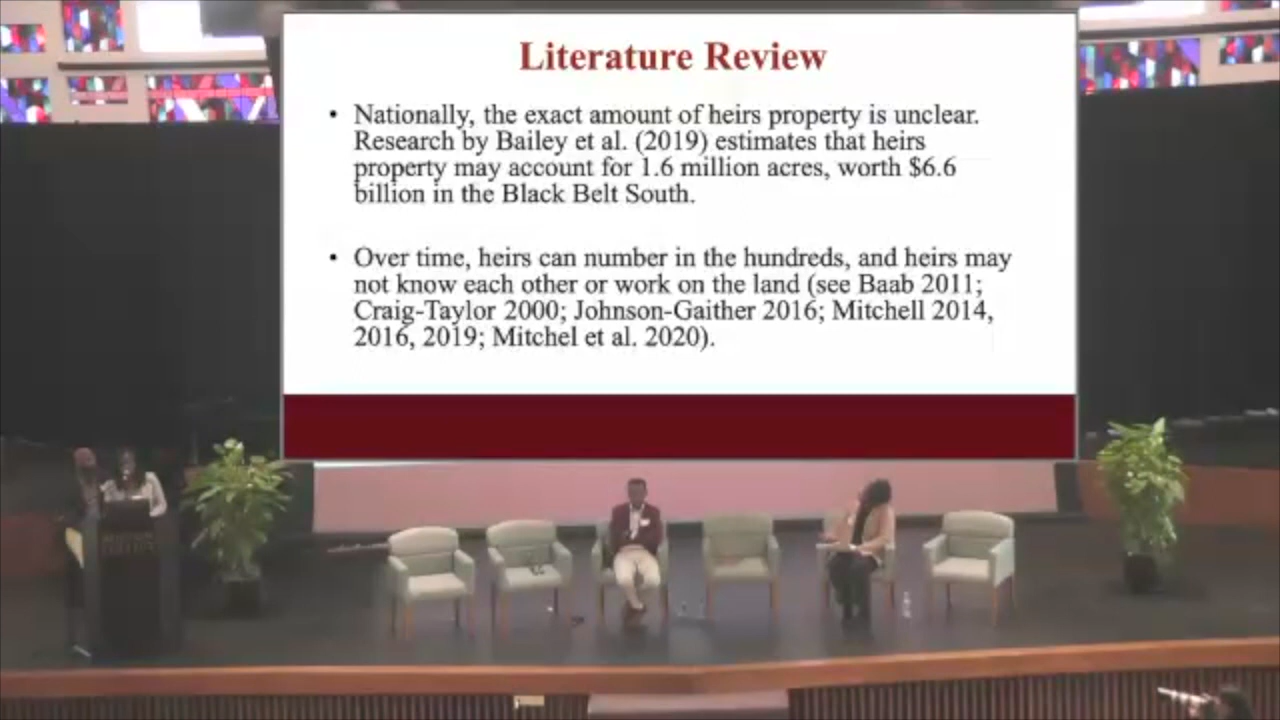 Literature Review
• Nationally, the exact amount of heirs property is unclear.
Research by Bailey et al. (2019) estimates that heirs
property may account for 1.6 million acres, worth $6.6
billion in the Black Belt South.
• Over time, heirs can number in the hundreds, and heirs may
not know each other or work on the land (see Baab 2011;
Craig-Taylor 2000; Johnson-Gaither 2016; Mitchell 2014,
2016, 2019; Mitchel et al. 2020).